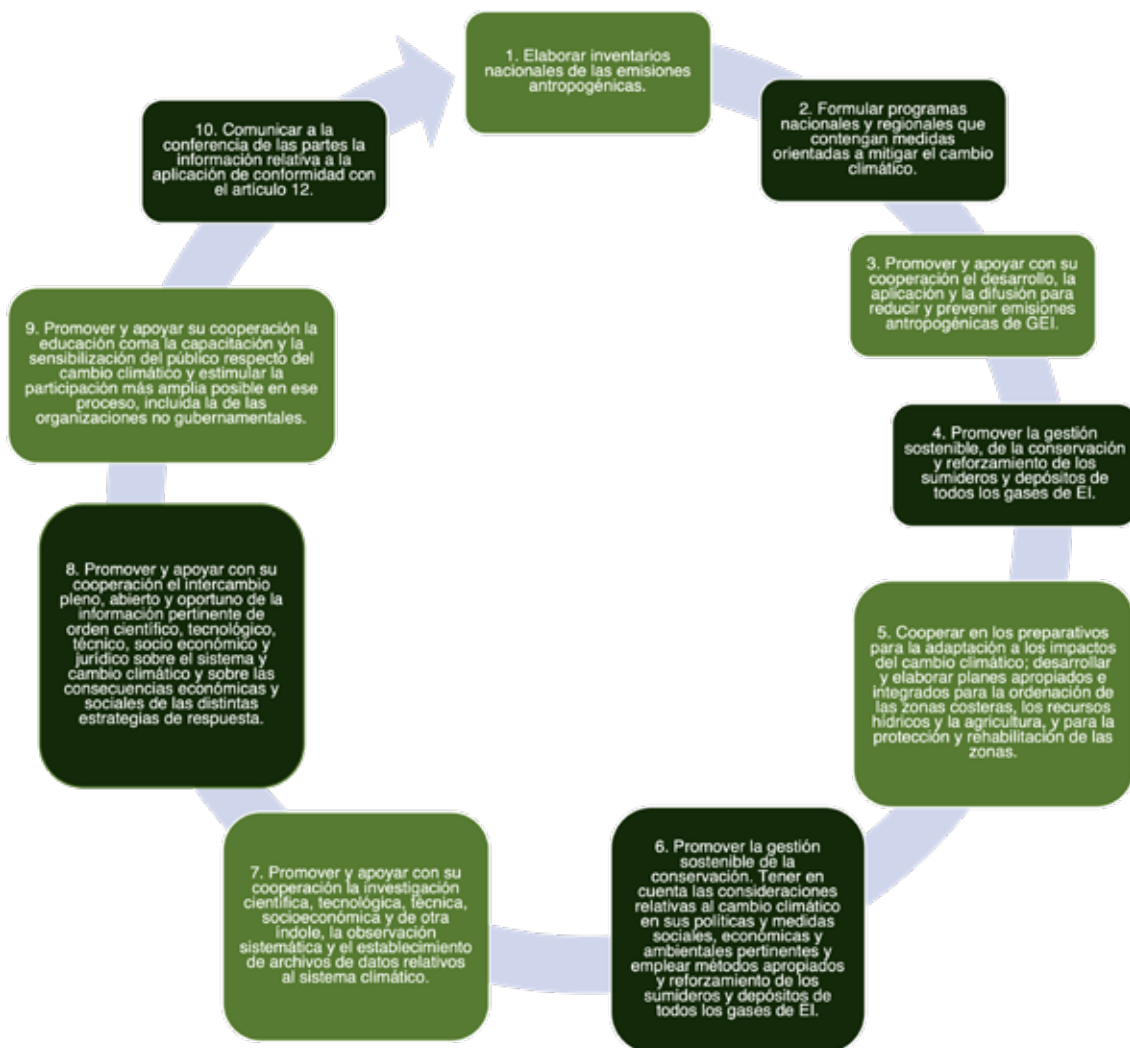 1. Elaborar inventarios
nacionales de las emisiones
antropogénicas.
2. Formular programas
nacionales y regionales que
contengan medidas
orientadas a mitigar el cambio
climático.
3. Promover y apoyar con su
cooperación el desarrollo, la
aplicación y la difusión para
reducir y prevenir emisiones
antropogénicas de GEI.
4. Promover la gestión
sostenible, de la conservación
y reforzamiento de los
sumideros y depósitos de
todos los gases de EI.
5. Cooperar en los preparativos
para la adaptación a los impactos
del cambio climático; desarrollar
y elaborar planes apropiados e
integrados para la ordenación de
las zonas costeras, los recursos
hídricos y la agricultura, y para la
protección y rehabilitación de las
zonas.
6. Promover la gestión
sostenible de la
conservación. Tener en
cuenta las consideraciones
relativas al cambio climático
en sus políticas y medidas
sociales, económicas y
ambientales pertinentes y
emplear métodos apropiados
y reforzamiento de los
sumideros y depósitos de
todos los gases de EI.
7. Promover y apoyar con su
cooperación la investigación
científica, tecnológica, técnica,
socioeconómica y de otra
índole, la observación
sistemática y el establecimiento
de archivos de datos relativos
al sistema climático.
8. Promover y apoyar con su
cooperación el intercambio
pleno, abierto y oportuno de la
información pertinente de
orden científico, tecnológico,
técnico, socio económico y
jurídico sobre el sistema y
cambio climático y sobre las
consecuencias económicas y
sociales de las distintas
estrategias de respuesta.
9. Promover y apoyar su cooperación la
educación coma la capacitación y la
sensibilización del público respecto del
cambio climático y estimular la
participación más amplia posible en ese
proceso, incluida la de las
organizaciones no gubernamentales.
10. Comunicar a la
conferencia de las partes la
información relativa a la
aplicación de conformidad con
el artículo 12.